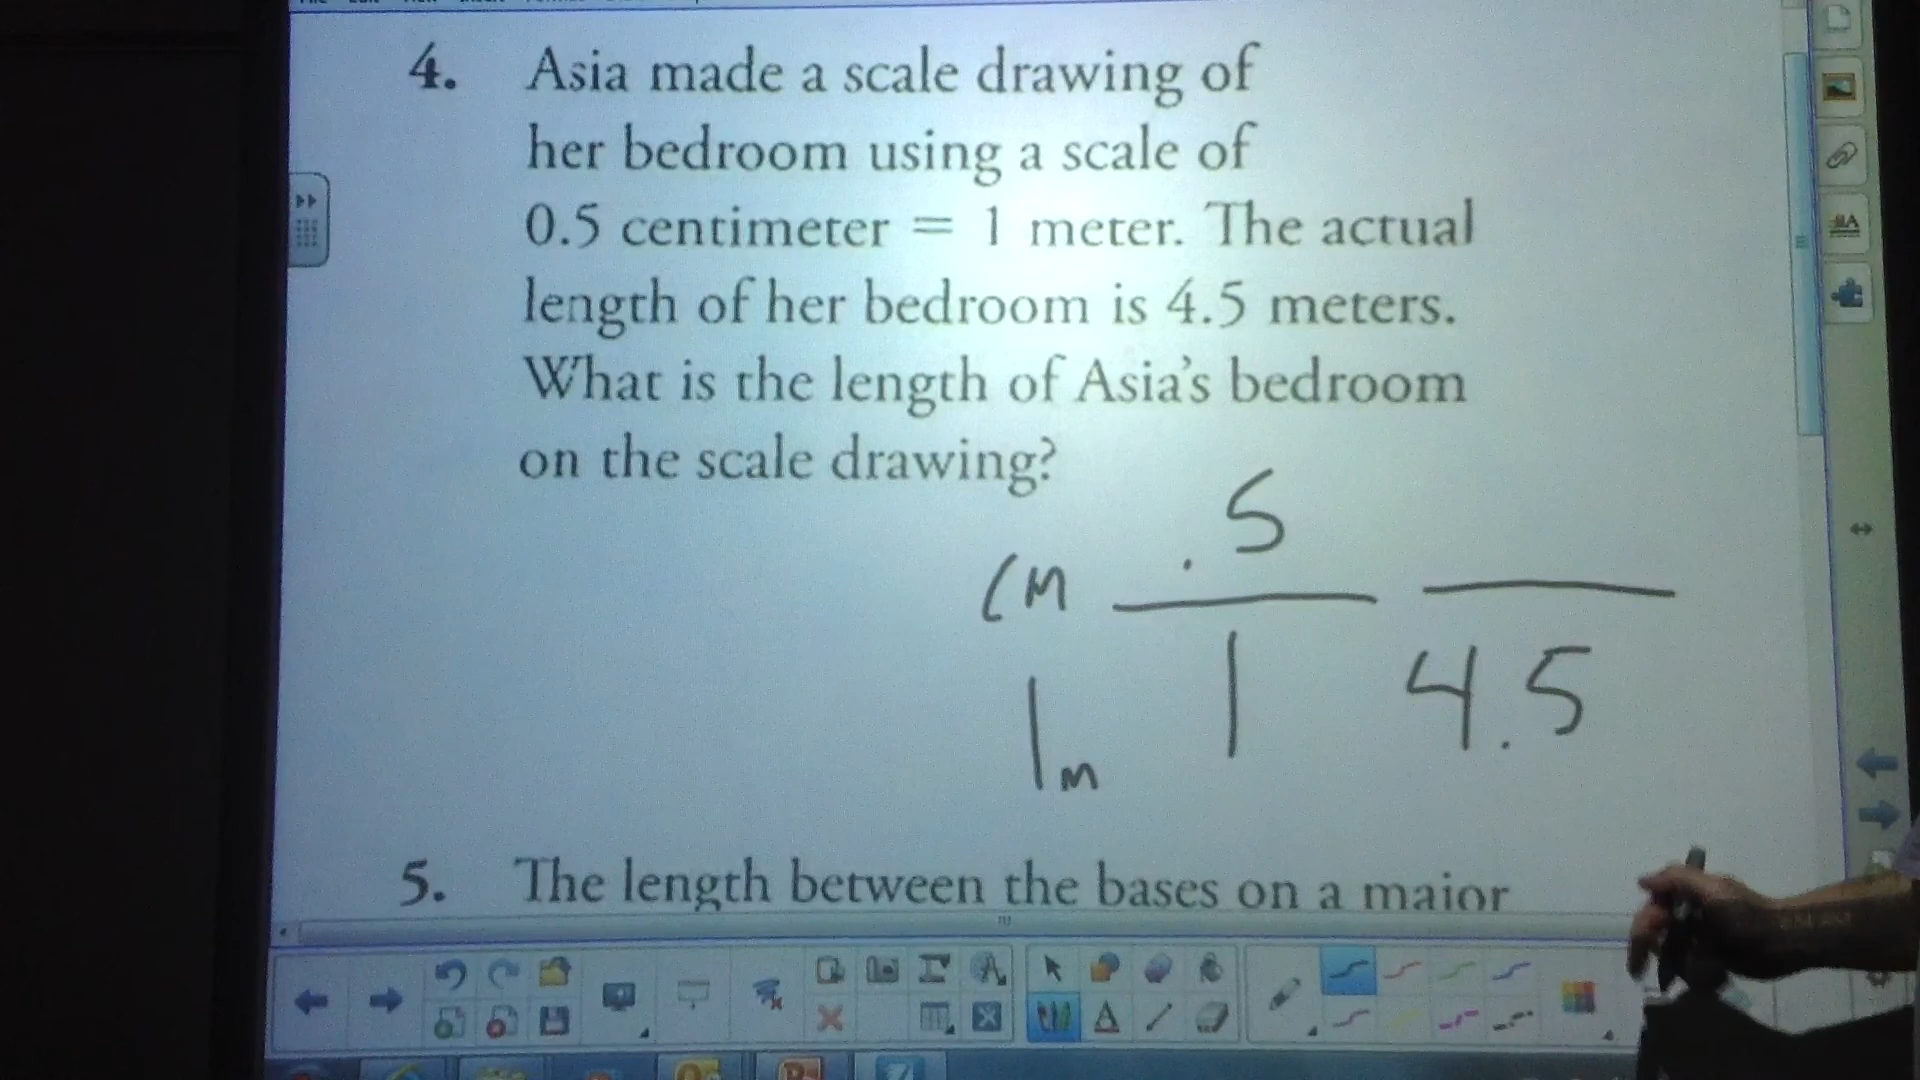 4. Asia made a scale drawing of
her bedroom using a scale of
0.5 centimeter = 1 meter. The actual
length of her bedroom is 4.5 meters.
What is the length of Asia's bedroom
on the scale drawing?
.5
CM
1 4.5
1m
5. The length between the bases on a major